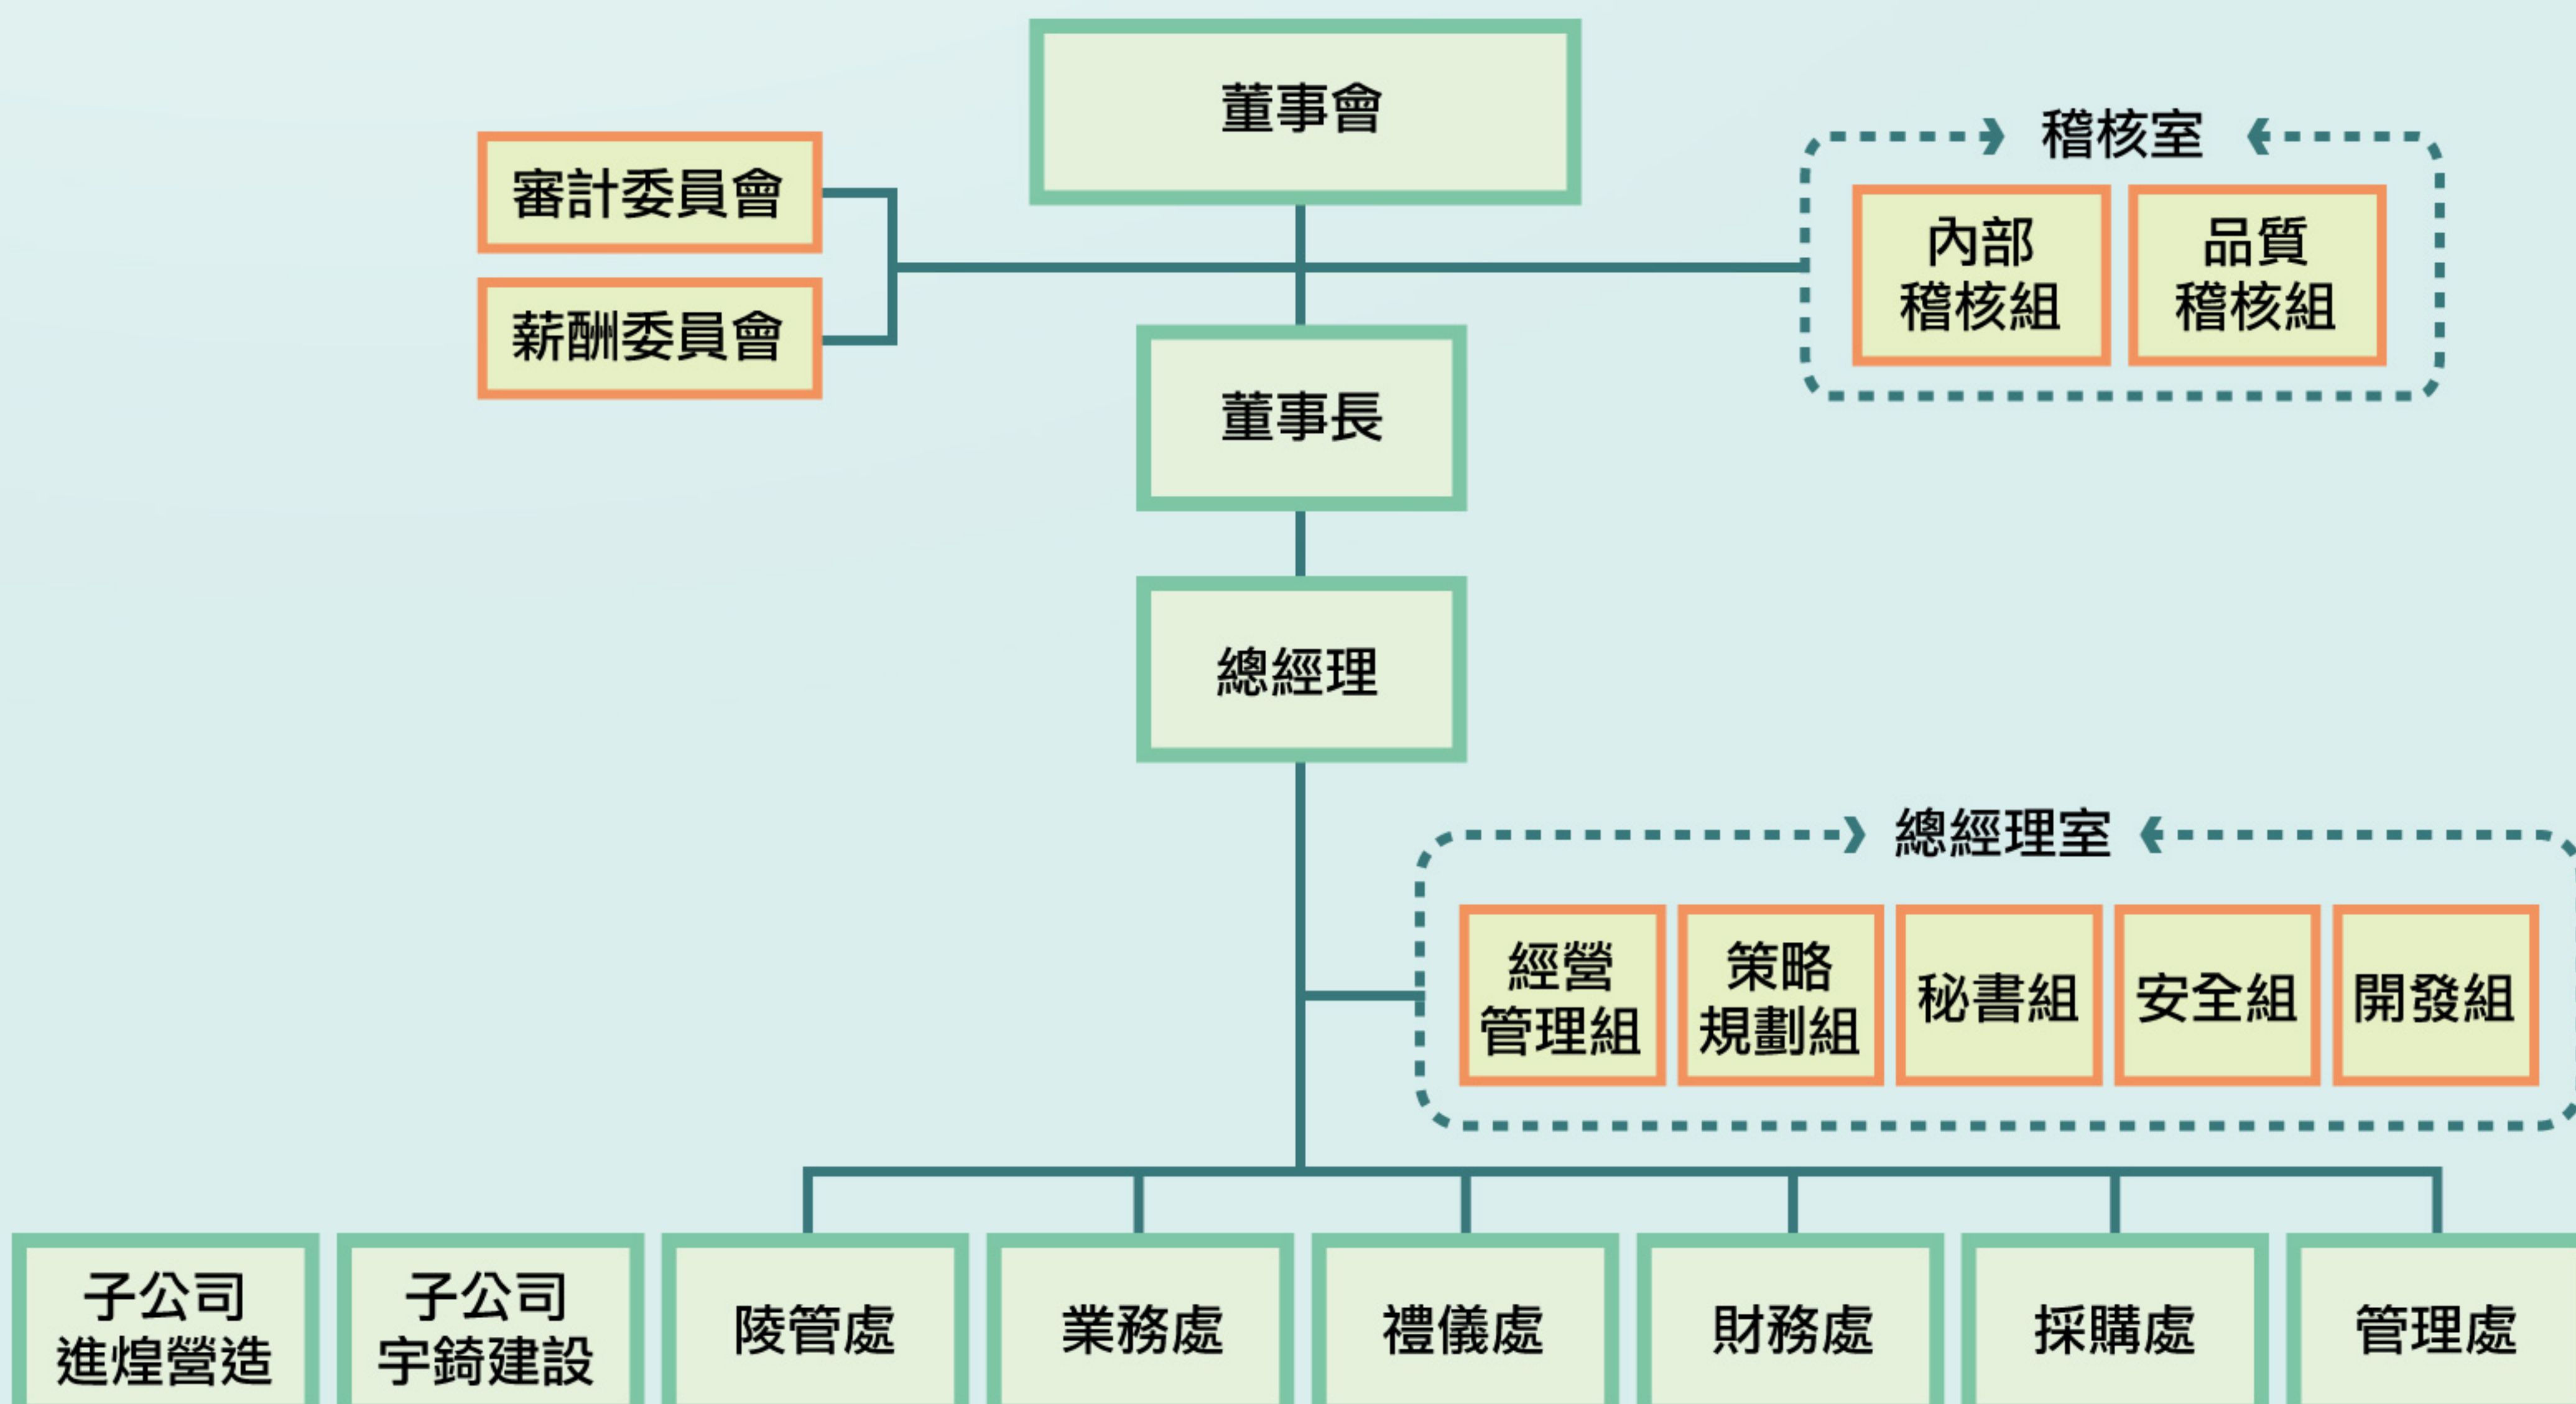 董事會
審計委員會
薪酬委員會
稽核室
內部
稽核組
品質
稽核組
董事長
總經理
總經理室
經營
管理組
策略
規劃組
秘書組
安全組
開發組
子公司
進煌營造
子公司
宇錡建設
陵管處
業務處
禮儀處
財務處
採購處
管理處